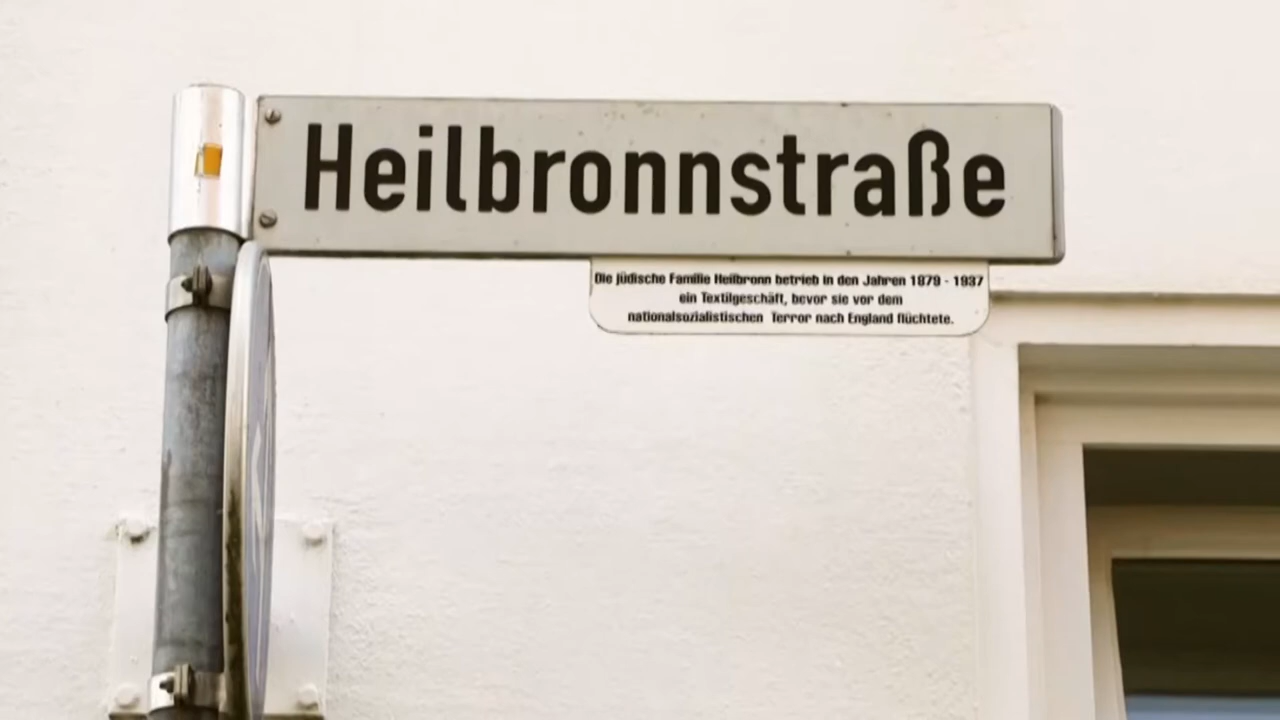 Heilbronnstraße
Die jüdische Familie Heilbronn betrieb in den Jahren 1879 - 1937
ein Textilgeschäft, bevor sie vor dem
nationalsozialistischen Terror nach England flüchtete.